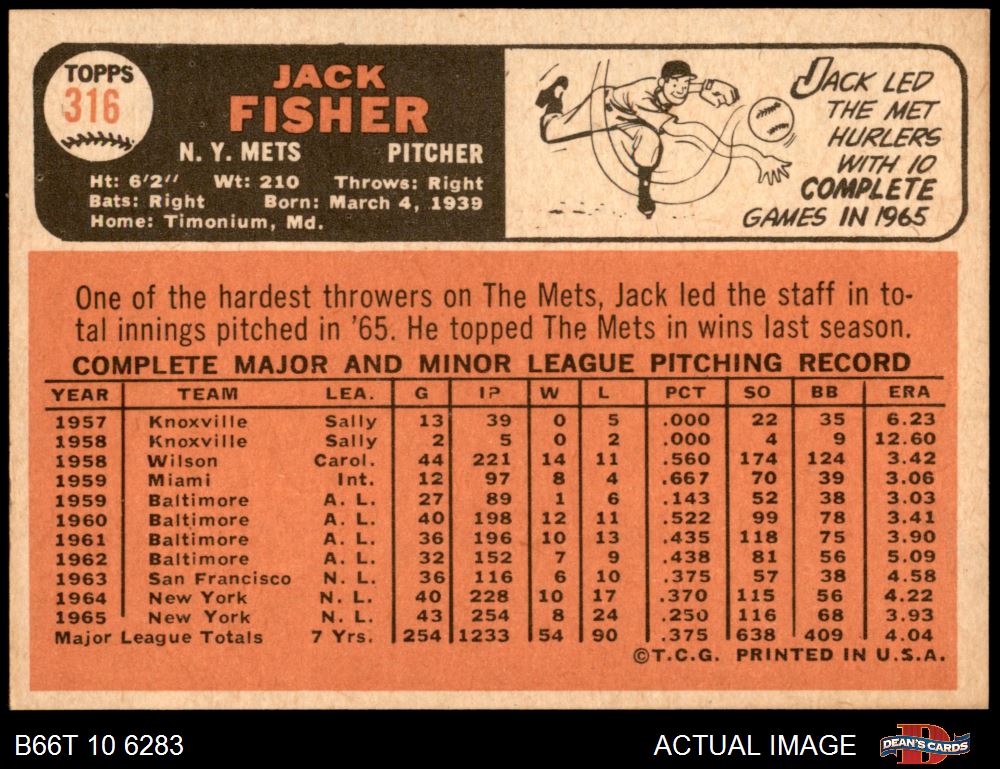 TOPPS
316
JACK
FISHER
N. Y. METS PITCHER
Ht: 6'2" Wt: 210 Throws: Right
Bats: Right Born: March 4, 1939
Home: Timonium, Md.
JACK LED
THE MET
HURLERS
WITH 10
COMPLETE
GAMES IN 1965
One of the hardest throwers on The Mets, Jack led the staff in to-
tal innings pitched in '65. He topped The Mets in wins last season.
COMPLETE MAJOR AND MINOR LEAGUE PITCHING RECORD
YEAR TEAM LEA. G IP W L PCT SO BB ERA
1957 Knoxville Sally 13 39 0 5 .000 22 35 6.23
1958 Knoxville Sally 2 5 0 2 .000 4 9 12.60
1958 Wilson Carol. 44 221 14 11 .560 174 124 3.42
1959 Miami Int. 12 97 8 4 .667 70 39 3.06
1959 Baltimore A. L. 27 89 1 6 .143 52 38 3.03
1960 Baltimore A. L. 40 198 12 11 .522 99 78 3.41
1961 Baltimore A. L. 36 196 10 13 .435 118 75 3.90
1962 Baltimore A. L. 32 152 7 9 .438 81 56 5.09
1963 San Francisco N. L. 36 116 6 10 .375 57 38 4.58
1964 New York N. L. 40 228 10 17 .370 115 56 4.22
1965 New York N. L. 43 254 8 24 .250 116 68 3.93
Major League Totals 7 Yrs. 254 1233 54 90 .375 638 409 4.04
©T.C.G. PRINTED IN U.S.A.
B66T 10 6283
ACTUAL IMAGE
DEAN'S CARDS